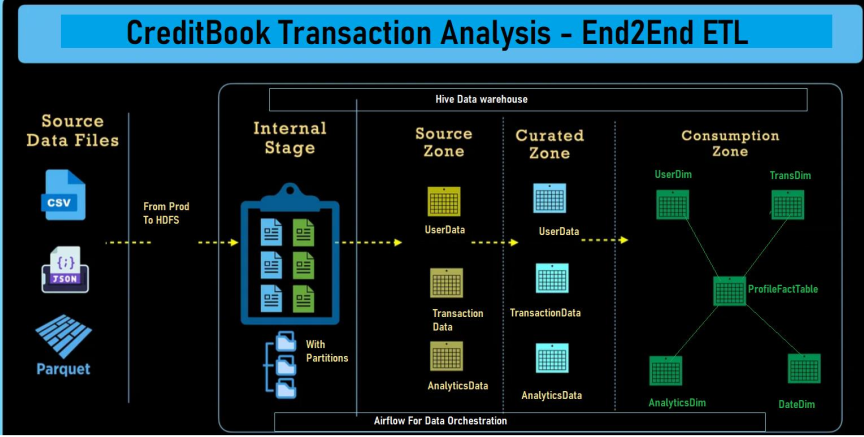 CreditBook Transaction Analysis - End2End ETL
Hive Data warehouse
Source
Data Files
CSV
{;}
JSON
Parquet
From Prod
To HDFS
Internal
Stage
With
Partitions
Source
Zone
UserData
Transaction
Data
AnalyticsData
Curated
Zone
UserData
TransactionData
AnalyticsData
Consumption
Zone
UserDim
TransDim
ProfileFactTable
AnalyticsDim
DateDim
Airflow For Data Orchestration